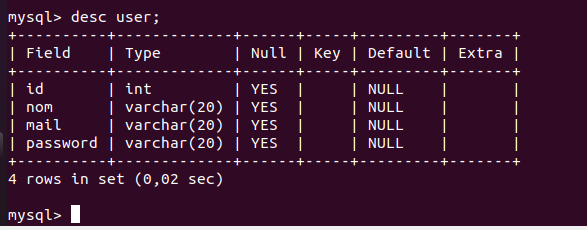 mysql> desc user;
+----------+-------------+------+-----+---------+-------+
| Field    | Type        | Null | Key | Default | Extra |
+----------+-------------+------+-----+---------+-------+
| id       | int         | YES  |     | NULL    |       |
| nom      | varchar(20) | YES  |     | NULL    |       |
| mail     | varchar(20) | YES  |     | NULL    |       |
| password | varchar(20) | YES  |     | NULL    |       |
+----------+-------------+------+-----+---------+-------+
4 rows in set (0,02 sec)
mysql>